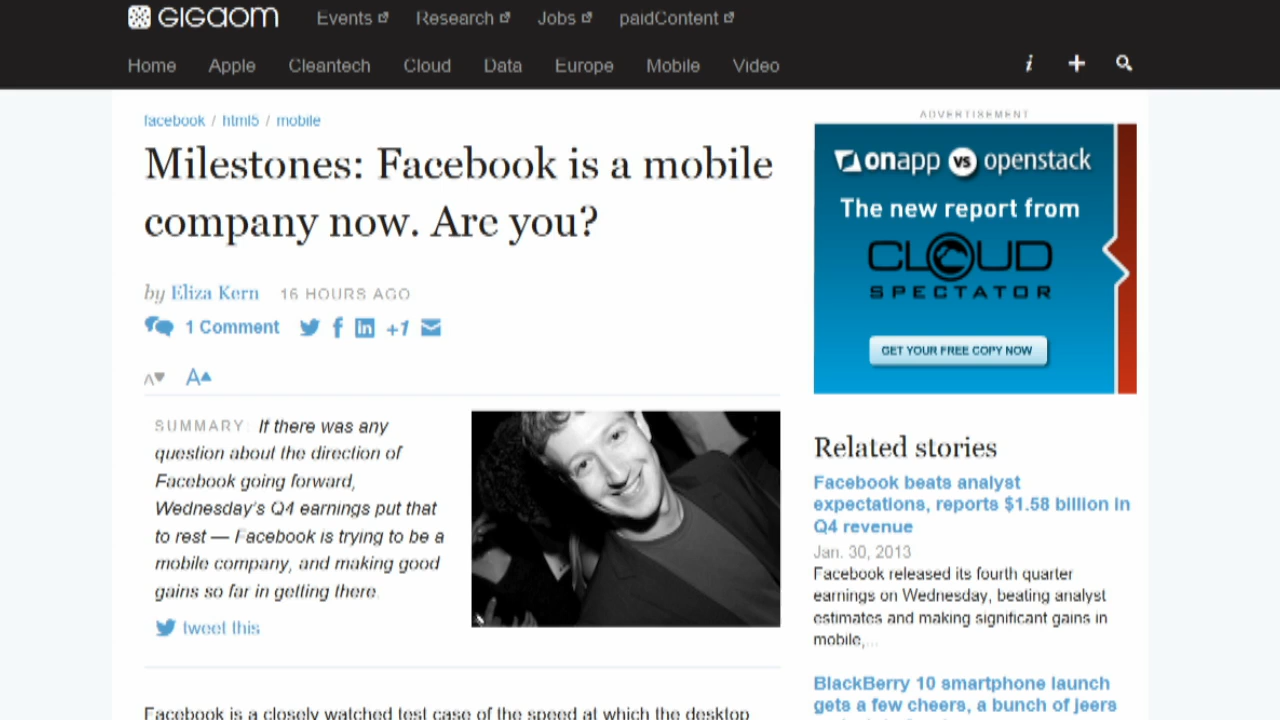 GIGAOM Events Research Jobs paidContent
Home Apple Cleantech Cloud Data Europe Mobile Video
facebook / html5 / mobile
Milestones: Facebook is a mobile
company now. Are you?
by Eliza Kern 16 HOURS AGO
1 Comment +1
A A
SUMMARY: If there was any
question about the direction of
Facebook going forward,
Wednesday's Q4 earnings put that
to rest — Facebook is trying to be a
mobile company, and making good
gains so far in getting there.
tweet this
Facebook is a closely watched test case of the speed at which the desktop
ADVERTISEMENT
onapp vs openstack
The new report from
CLOUD
SPECTATOR
GET YOUR FREE COPY NOW
Related stories
Facebook beats analyst
expectations, reports $1.58 billion in
Q4 revenue
Jan. 30, 2013
Facebook released its fourth quarter
earnings on Wednesday, beating analyst
estimates and making significant gains in
mobile,...
BlackBerry 10 smartphone launch
gets a few cheers, a bunch of jeers